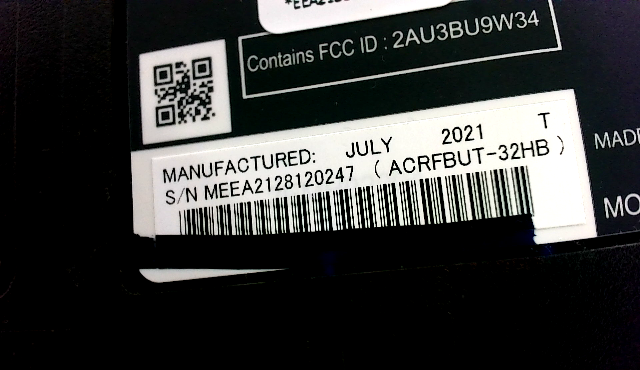 Contains FCC ID : 2AU3BU9W34
MANUFACTURED: JULY 2021 T
S/N MEEA2128120247 ( ACRFBUT-32HB )